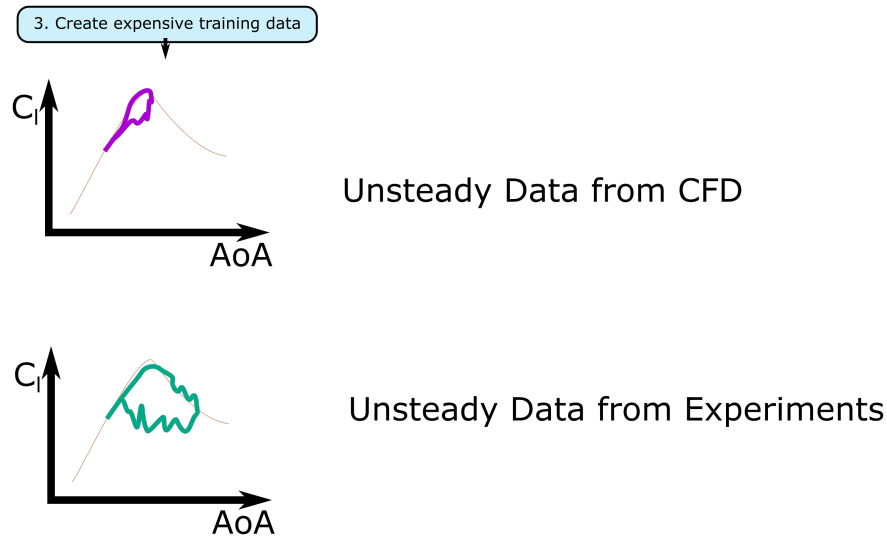 3. Create expensive training data
Cl
Unsteady Data from CFD
AoA
Cl
Unsteady Data from Experiments
AoA